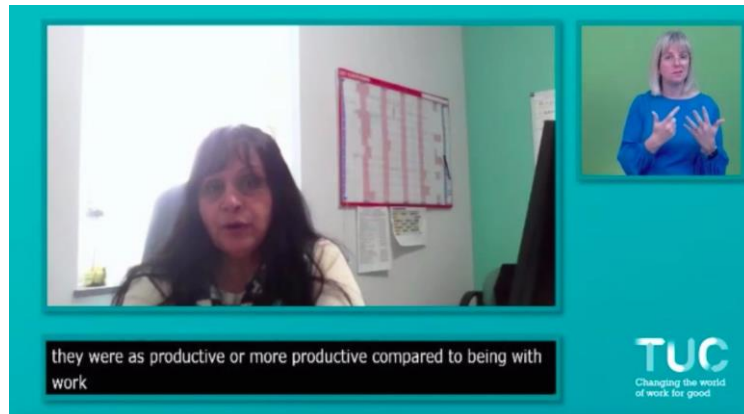 they were as productive or more productive compared to being with
work
TUC
Changing the world
of work for good